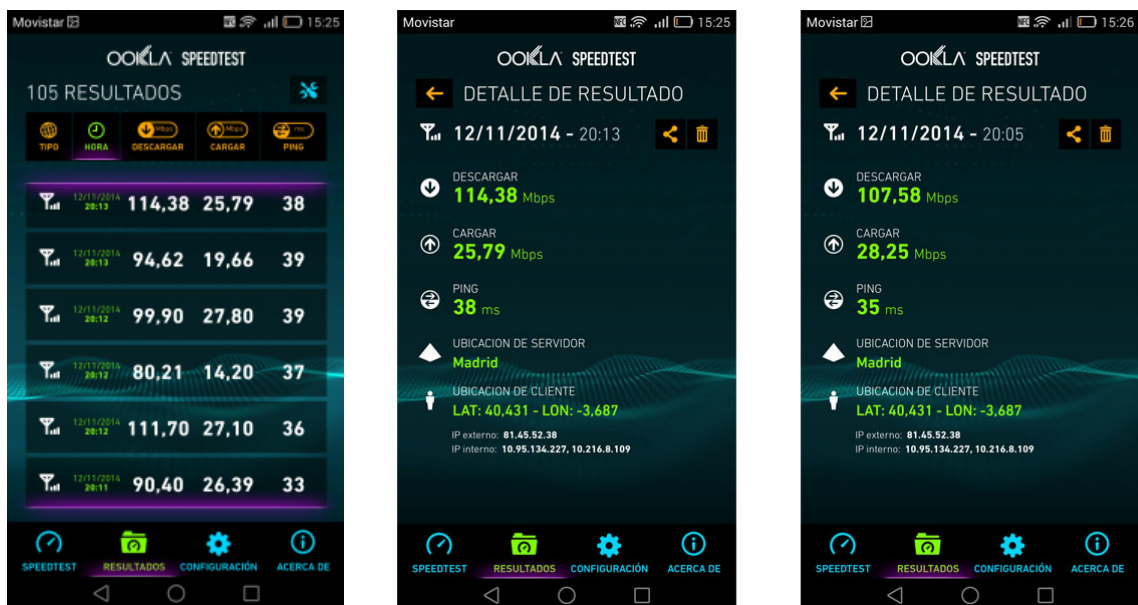 Movistar 15:25
OOKLA SPEEDTEST
105 RESULTADOS
Mbps Mbps ms
TIPO HORA DESCARGAR CARGAR PING
12/11/2014
20:13 114,38 25,79 38
12/11/2014
20:13 94,62 19,66 39
12/11/2014
20:12 99,90 27,80 39
12/11/2014
20:12 80,21 14,20 37
12/11/2014
20:12 111,70 27,10 36
12/11/2014
20:11 90,40 26,39 33
SPEEDTEST RESULTADOS CONFIGURACIÓN ACERCA DE
Movistar NFC 15:25
OOKLA SPEEDTEST
DETALLE DE RESULTADO
12/11/2014 - 20:13
DESCARGAR
114,38 Mbps
CARGAR
25,79 Mbps
PING
38 ms
UBICACION DE SERVIDOR
Madrid
UBICACION DE CLIENTE
LAT: 40,431 - LON: -3,687
IP externo: 81.45.52.38
IP interno: 10.95.134.227, 10.216.8.109
SPEEDTEST RESULTADOS CONFIGURACIÓN ACERCA DE
Movistar NFC 15:26
OOKLA SPEEDTEST
DETALLE DE RESULTADO
12/11/2014 - 20:05
DESCARGAR
107,58 Mbps
CARGAR
28,25 Mbps
PING
35 ms
UBICACION DE SERVIDOR
Madrid
UBICACION DE CLIENTE
LAT: 40,431 - LON: -3,687
IP externo: 81.45.52.38
IP interno: 10.95.134.227, 10.216.8.109
SPEEDTEST RESULTADOS CONFIGURACIÓN ACERCA DE